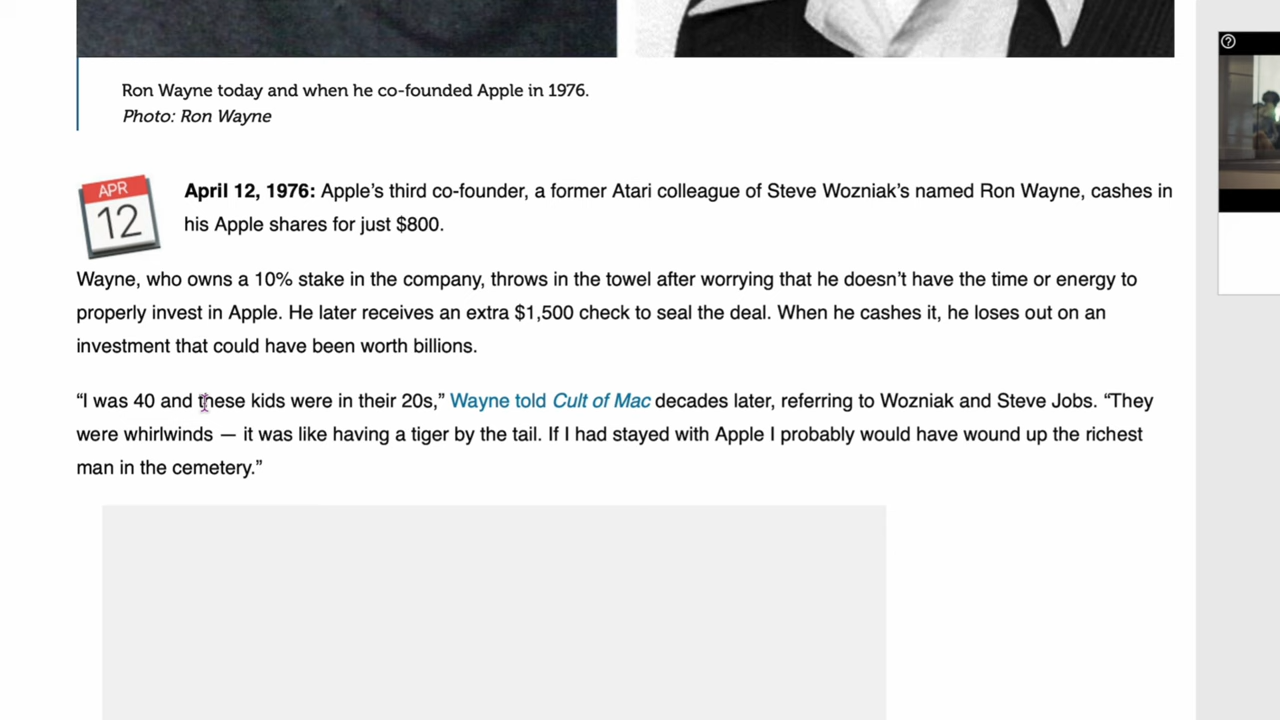 Ron Wayne today and when he co-founded Apple in 1976.
Photo: Ron Wayne
APR
12
April 12, 1976: Apple’s third co-founder, a former Atari colleague of Steve Wozniak’s named Ron Wayne, cashes in
his Apple shares for just $800.
Wayne, who owns a 10% stake in the company, throws in the towel after worrying that he doesn’t have the time or energy to
properly invest in Apple. He later receives an extra $1,500 check to seal the deal. When he cashes it, he loses out on an
investment that could have been worth billions.
“I was 40 and these kids were in their 20s,” Wayne told Cult of Mac decades later, referring to Wozniak and Steve Jobs. “They
were whirlwinds — it was like having a tiger by the tail. If I had stayed with Apple I probably would have wound up the richest
man in the cemetery.”